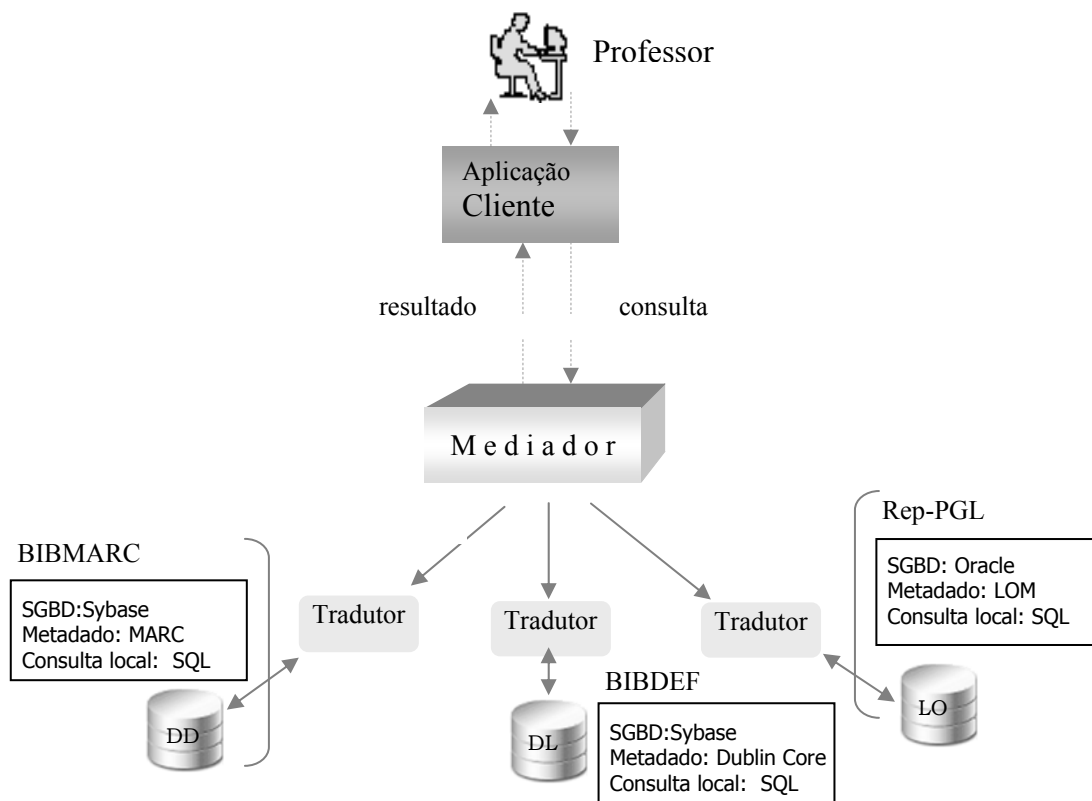 Professor
Aplicação
Cliente
resultado
consulta
M e d i a d o r
Rep-PGL
SGBD: Oracle
Metadado: LOM
Consulta local: SQL
BIBMARC
SGBD:Sybase
Metadado: MARC
Consulta local:  SQL
Tradutor
Tradutor
Tradutor
BIBDEF
SGBD:Sybase
Metadado: Dublin Core
Consulta local:  SQL
DD
DL
LO